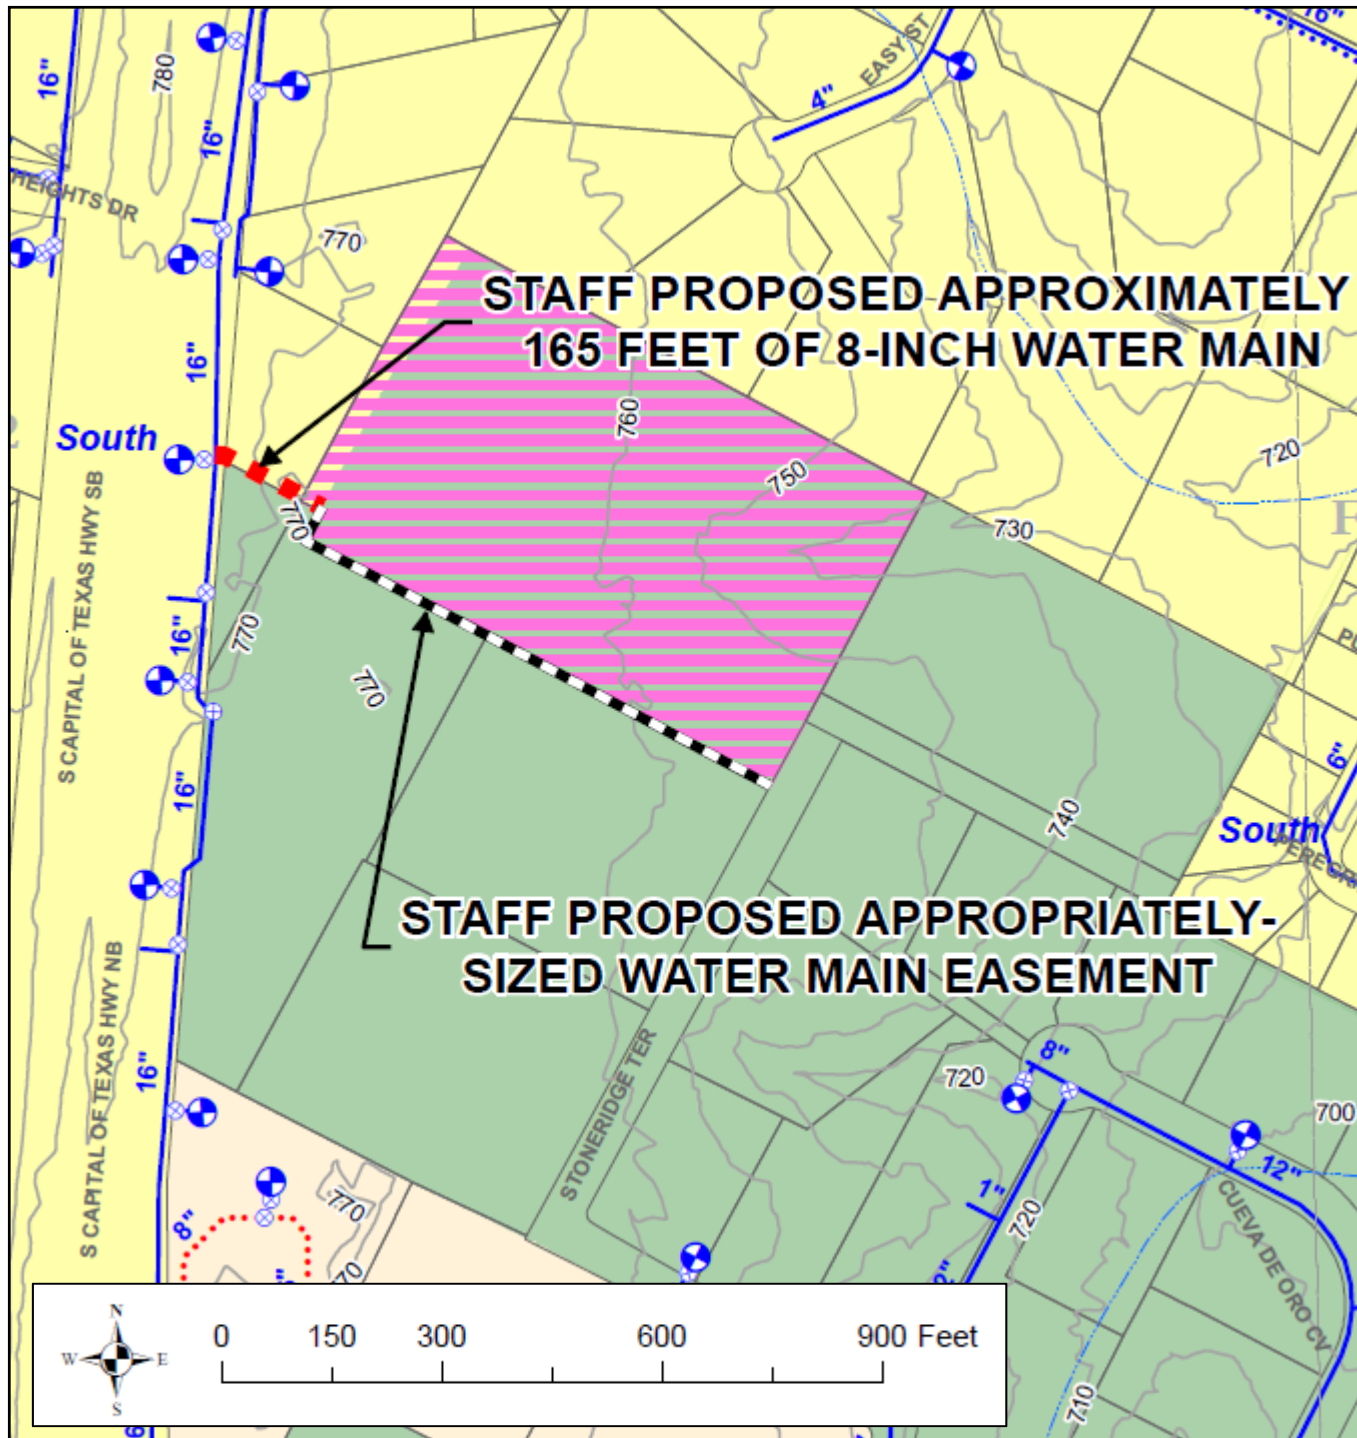 16"
16"
780
EASY ST
4"
16"
HEIGHTS DR
770
STAFF PROPOSED APPROXIMATELY
165 FEET OF 8-INCH WATER MAIN
16"
South
760
750
720
730
770
S CAPITAL OF TEXAS HWY SB
16"
770
770
16"
740
6"
South
STAFF PROPOSED APPROPRIATELY-
SIZED WATER MAIN EASEMENT
S CAPITAL OF TEXAS HWY NB
16"
STONERIDGE TER
8"
720
700
12"
1"
720
CUEVA DE ORO CV
770
8"
710
N
W E
S
0 150 300 600 900 Feet